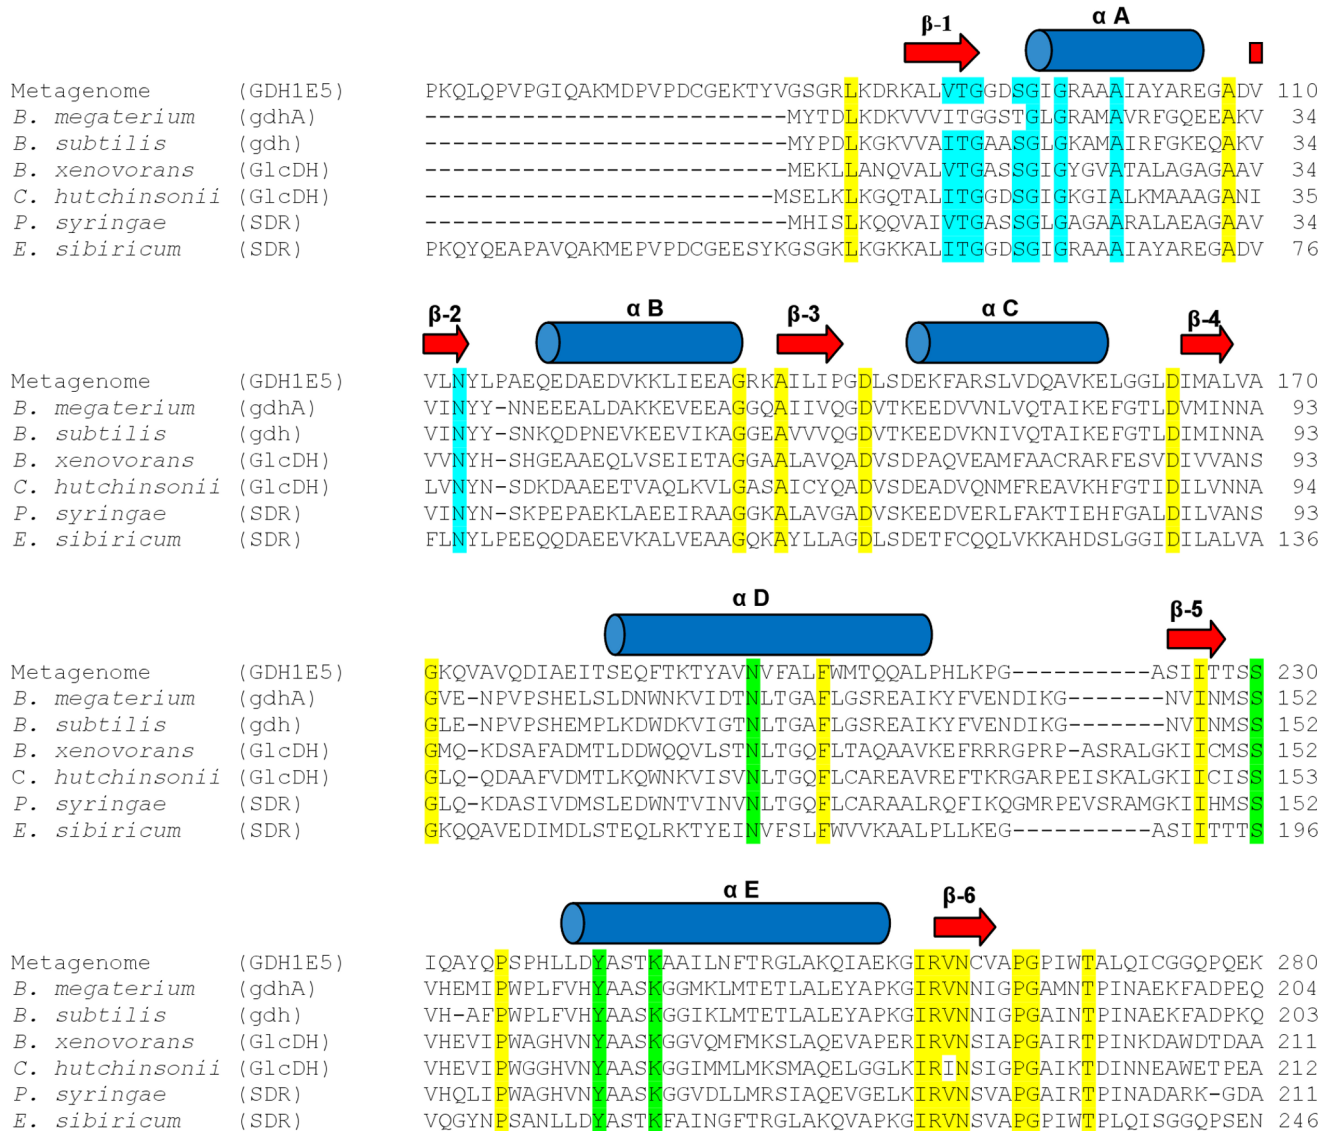 β-1 α A
Metagenome (GDH1E5) PKQLQPVPGIQAKMDPVPDCGEKTYVGSGRLKDRKALVTGGDSGIGRAAAIAYAREGADV 110
B. megaterium (gdhA) --------------------------MYTDLKDKVVVITGGSTGLGRAMAVRFGQEEAKV 34
B. subtilis (gdh) --------------------------MYPDLKGKVVAITGAASGLGKAMAIRFGKEQAKV 34
B. xenovorans (GlcDH) --------------------------MEKLLANQVALVTGASSGIGYGVATALAGAGAAV 34
C. hutchinsonii (GlcDH) -------------------------MSELKLKGQTALITGGDSGIGKGIALKMAAAGANI 35
P. syringae (SDR) --------------------------MHISLKQQVAIVTGASSGLGAGAARALAEAGAAV 34
E. sibiricum (SDR) PKQYQEAPAVQAKMEPVPDCGEESYKGSGKLKGKKALITGGDSGIGRAAAIAYAREGADV 76
β-2 α B β-3 α C β-4
Metagenome (GDH1E5) VLNYLPAEQEDAEDVKKLIEEAGRKAILIPGDLSDEKFARSLVDQAVKELGGLDIMALVA 170
B. megaterium (gdhA) VINYY-NNEEEALDAKKEVEEAGGQAIIVQGDVTKEEDVVNLVQTAIKEFGTLDVMINNA 93
B. subtilis (gdh) VINYY-SNKQDPNEVKEEVIKAGGEAVVVQGDVTKEEDVKNIVQTAIKEFGTLDIMINNA 93
B. xenovorans (GlcDH) VVNYH-SHGEAAEQLVSEIETAGGAALAVQADVSDPAQVEAMFAACRARFESVDIVVANS 93
C. hutchinsonii (GlcDH) LVNYN-SDKDAAEETVAQLKVLGASAICYQADVSDEADVQNMFREAVKHFGTIDILVNNA 94
P. syringae (SDR) VINYN-SKPEPAEKLAEEIRAAGGKALAVGADVSKEEDVERLFAKTIEHFGALDILVANS 93
E. sibiricum (SDR) FLNYLPEEQQDAEEVKALVEAAGQKAYLLAGDLSDETFCQQLVKKAHDSLGGIDILALVA 136
α D β-5
Metagenome (GDH1E5) GKQVAVQDIAEITSEQFTKTYAVNVFALFWMTQQALPHLKPG----------ASIITTSS 230
B. megaterium (gdhA) GVE-NPVPSHELSLDNWNKVIDTNLTGAFLGSREAIKYFVENDIKG-------NVINMSS 152
B. subtilis (gdh) GLE-NPVPSHEMPLKDWDKVIGTNLTGAFLGSREAIKYFVENDIKG-------NVINMSS 152
B. xenovorans (GlcDH) GMQ-KDSAFADMTLDDWQQVLSTNLTGQFLTAQAAVKEFRRRGPRP-ASRALGKIICMSS 152
C. hutchinsonii (GlcDH) GLQ-QDAAFVDMTLKQWNKVISVNLTGQFLCAREAVREFTKRGARPEISKALGKIICISS 153
P. syringae (SDR) GLQ-KDASIVDMSLEDWNTVINVNLTGQFLCARAALRQFIKQGMRPEVSRAMGKIIHMSS 152
E. sibiricum (SDR) GKQQAVEDIMDLSTEQLRKTYEINVFSLFWVVKAALPLLKEG----------ASIITTTS 196
α E β-6
Metagenome (GDH1E5) IQAYQPSPHLLDYASTKAAILNFTRGLAKQIAEKGIRVNCVAPGPIWTALQICGGQPQEK 280
B. megaterium (gdhA) VHEMIPWPLFVHYAASKGGMKLMTETLALEYAPKGIRVNNIGPGAMNTPINAEKFADPEQ 204
B. subtilis (gdh) VH-AFPWPLFVHYAASKGGIKLMTETLALEYAPKGIRVNNIGPGAINTPINAEKFADPKQ 203
B. xenovorans (GlcDH) VHEVIPWAGHVNYAASKGGVQMFMKSLAQEVAPERIRVNSIAPGAIRTPINKDAWDTDAA 211
C. hutchinsonii (GlcDH) VHEVIPWGGHVNYAASKGGIMMLMKSMAQELGGLKIRINSIGPGAIKTDINNEAWETPEA 212
P. syringae (SDR) VHQLIPWAGHVNYAASKGGVDLLMRSIAQEVGELKIRVNSVAPGAIRTPINADARK-GDA 211
E. sibiricum (SDR) VQGYNPSANLLDYASTKFAINGFTRGLAKQVAPKGIRVNSVAPGPIWTPLQISGGQPSEN 246